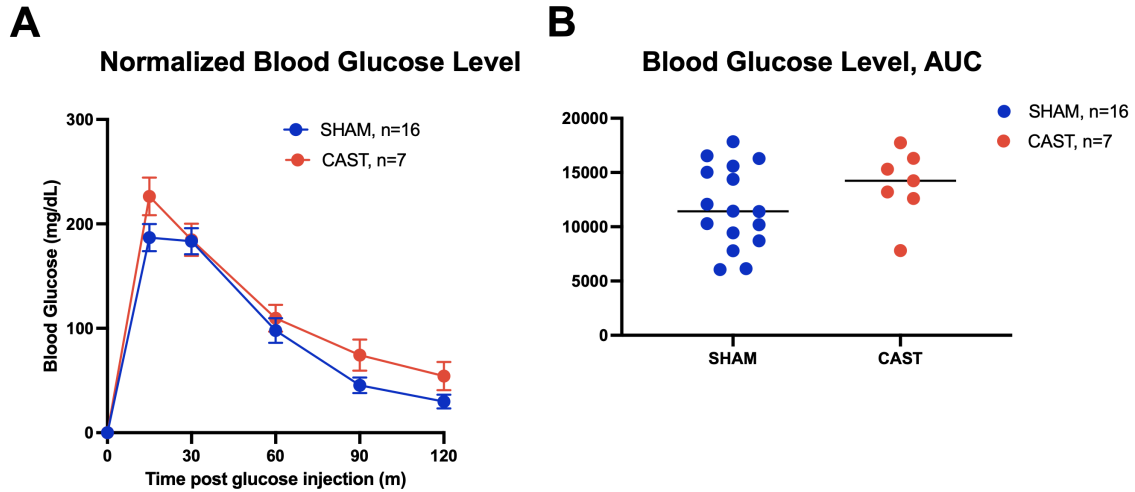 A
Normalized Blood Glucose Level
300
200
100
0
Blood Glucose (mg/dL)
SHAM, n=16
CAST, n=7
0 30 60 90 120
Time post glucose injection (m)
B
Blood Glucose Level, AUC
20000
15000
10000
5000
0
SHAM CAST
SHAM, n=16
CAST, n=7